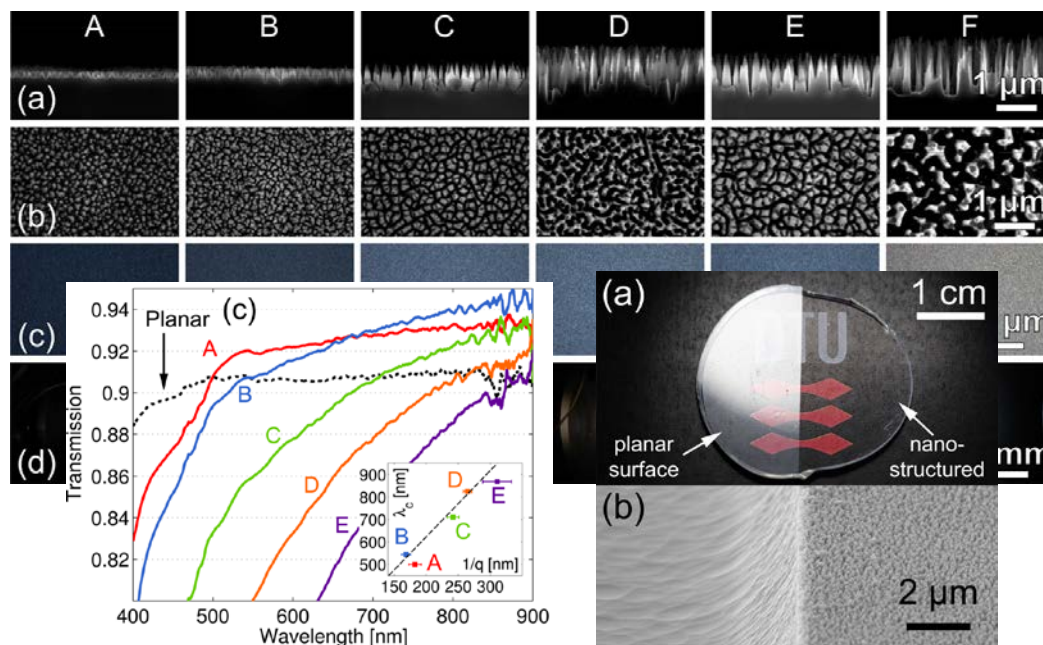 A B C D E F
(a)
1 µm
(b)
1 µm
(c)
µm
(d)
mm
(c)
Planar
A
B
C
D
E
Transmission
0.94
0.92
0.9
0.88
0.86
0.84
0.82
400 500 600 700 800 900
Wavelength [nm]
λc [nm]
900
800
700
600
500
150 200 250 300
1/q [nm]
A
B
C
D
E
(a)
1 cm
DTU
planar
surface
nano-
structured
(b)
2 µm